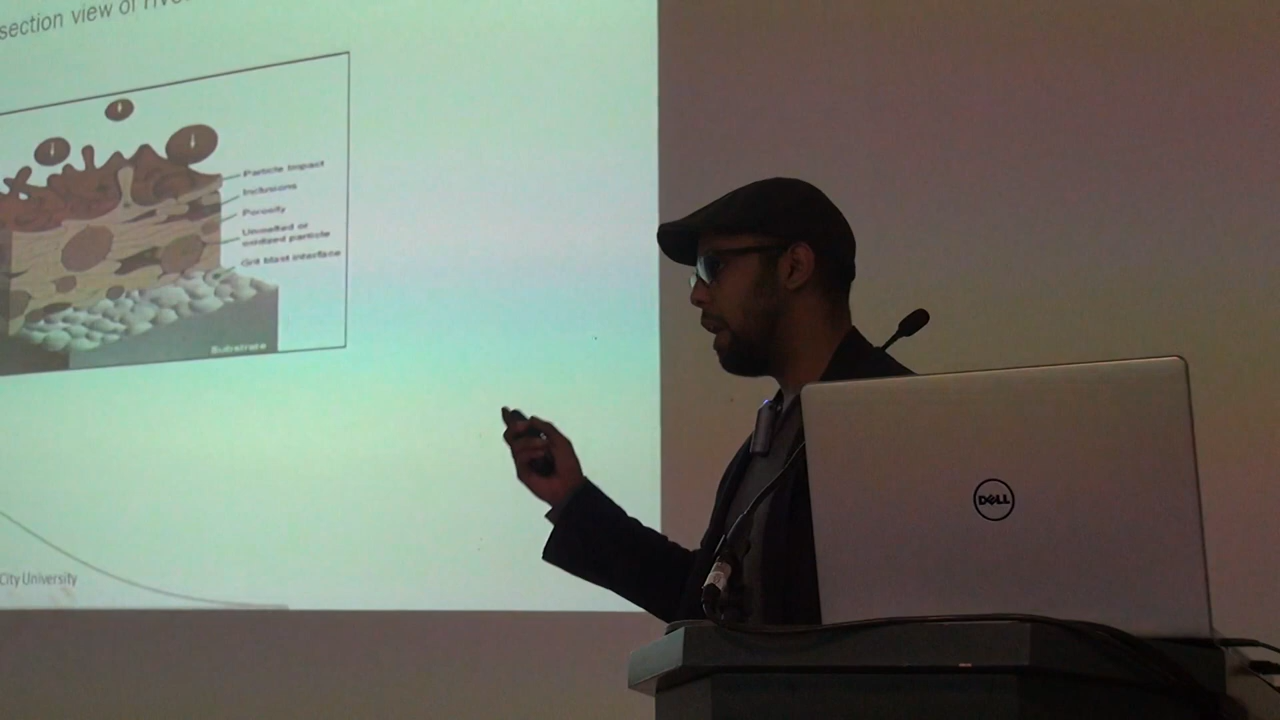 section view of
Particle Impact
Inclusions
Porosity
Unmelted or
oxidized particle
Grit blast interface
Substrate
City University
DELL